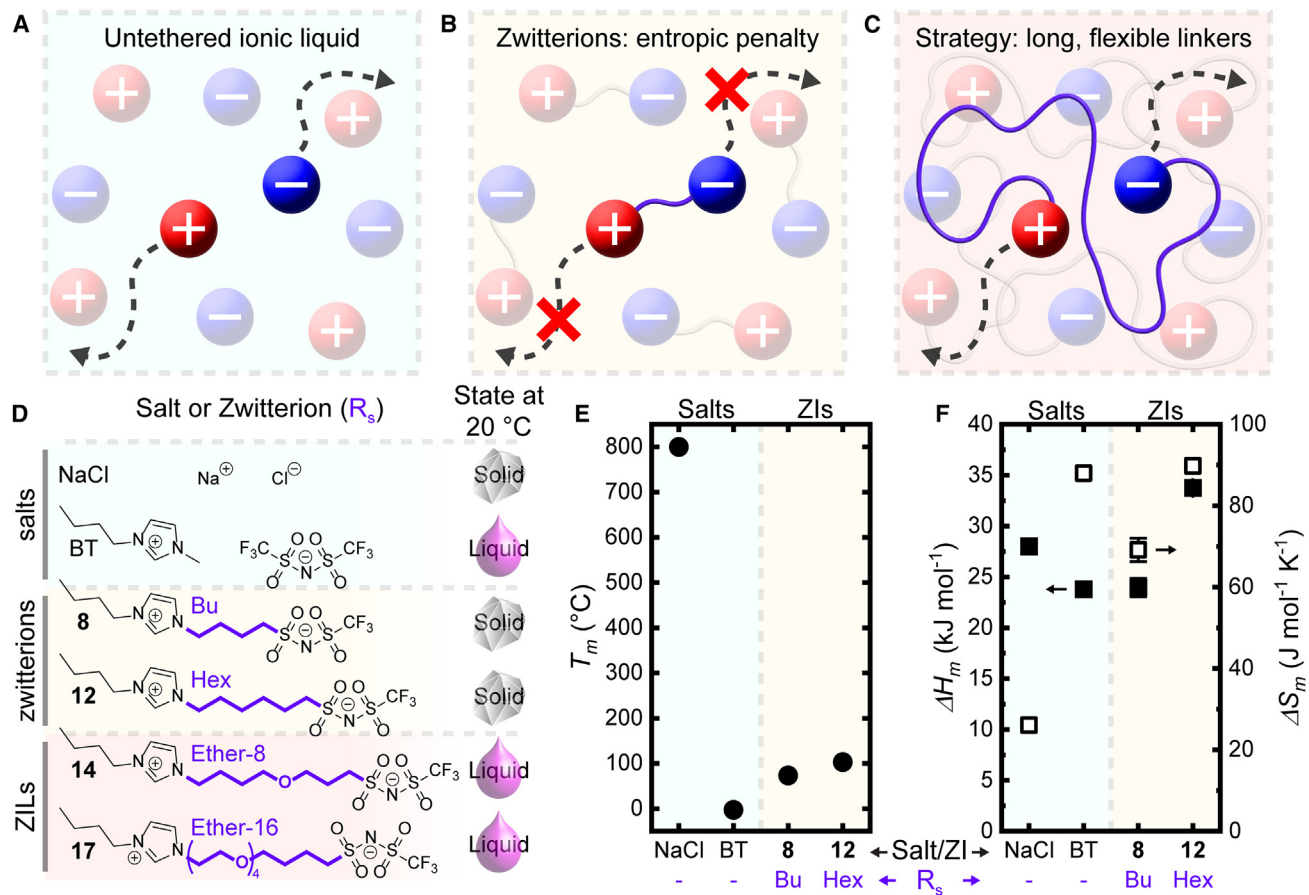 A
Untethered ionic liquid
B
Zwitterions: entropic penalty
C
Strategy: long, flexible linkers
D
Salt or Zwitterion (Rs)
State at
20 °C
salts
NaCl
Na⊕
Cl⊖
Solid
BT
N
⊕
N
F₃C
O
O
O
O
S
S
CF₃
⊖
N
Liquid
zwitterions
8
Bu
N
⊕
N
O
O
O
O
S
S
CF₃
⊖
N
Solid
12
Hex
N
⊕
N
O
O
O
O
S
S
CF₃
⊖
N
Solid
ZILs
14
Ether-8
N
⊕
N
O
O
O
O
O
S
S
CF₃
⊖
N
Liquid
17
Ether-16
N
⊕
N
(
O
)
4
O
O
N
⊖
S
S
O
O
CF₃
Liquid
E
Salts
ZIs
Tm (°C)
800
700
600
500
400
300
200
100
0
NaCl
BT
8
12
-
-
Bu
Hex
← Salt/ZI →
← Rs →
F
Salts
ZIs
ΔHm (kJ mol⁻¹)
40
35
30
25
20
15
10
5
0
100
80
60
40
20
0
ΔSm (J mol⁻¹ K⁻¹)
NaCl
BT
8
12
-
-
Bu
Hex